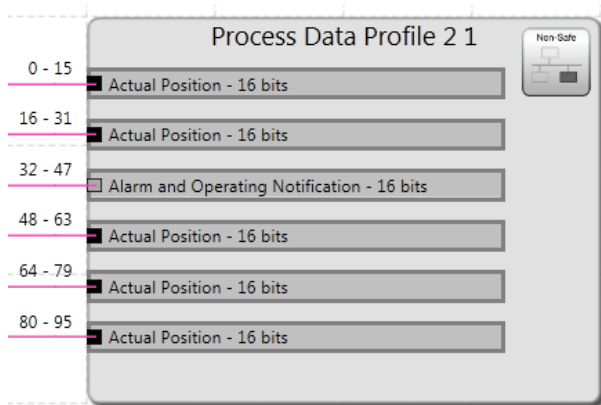 Process Data Profile 2 1
Non-Safe
0 - 15
Actual Position - 16 bits
16 - 31
Actual Position - 16 bits
32 - 47
Alarm and Operating Notification - 16 bits
48 - 63
Actual Position - 16 bits
64 - 79
Actual Position - 16 bits
80 - 95
Actual Position - 16 bits